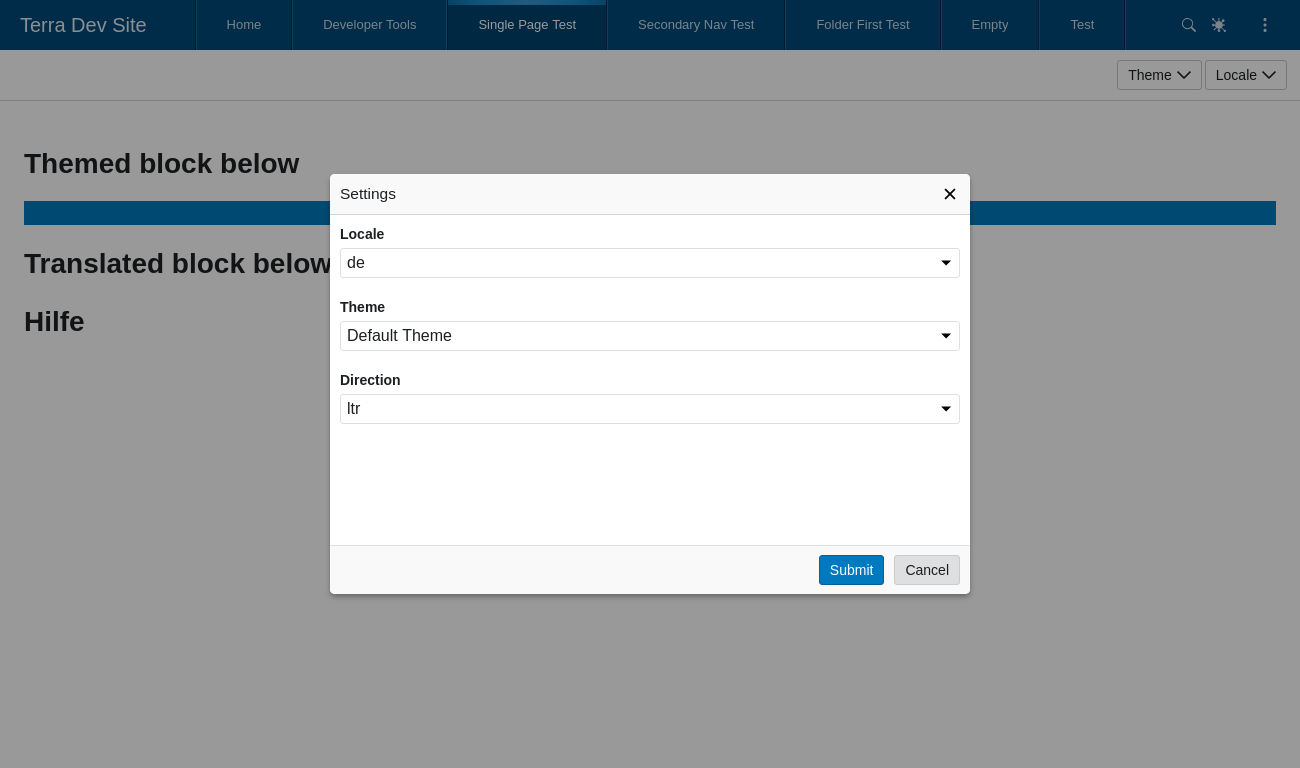 Terra Dev Site
Home
Developer Tools
Single Page Test
Secondary Nav Test
Folder First Test
Empty
Test
Theme
Locale
Themed block below
Translated block below
Hilfe
Settings
Locale
de
Theme
Default Theme
Direction
ltr
Submit
Cancel